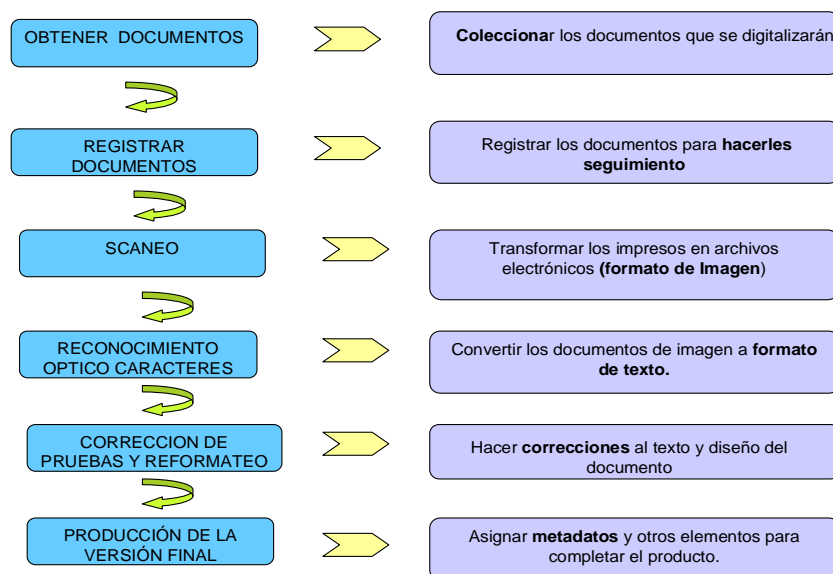 OBTENER DOCUMENTOS
Coleccionar los documentos que se digitalizarán
REGISTRAR
DOCUMENTOS
Registrar los documentos para hacerles
seguimiento
SCANEO
Transformar los impresos en archivos
electrónicos (formato de Imagen)
RECONOCIMIENTO
OPTICO CARACTERES
Convertir los documentos de imagen a formato
de texto.
CORRECCION DE
PRUEBAS Y REFORMATEO
Hacer correcciones al texto y diseño del
documento
PRODUCCIÓN DE LA
VERSIÓN FINAL
Asignar metadatos y otros elementos para
completar el producto.